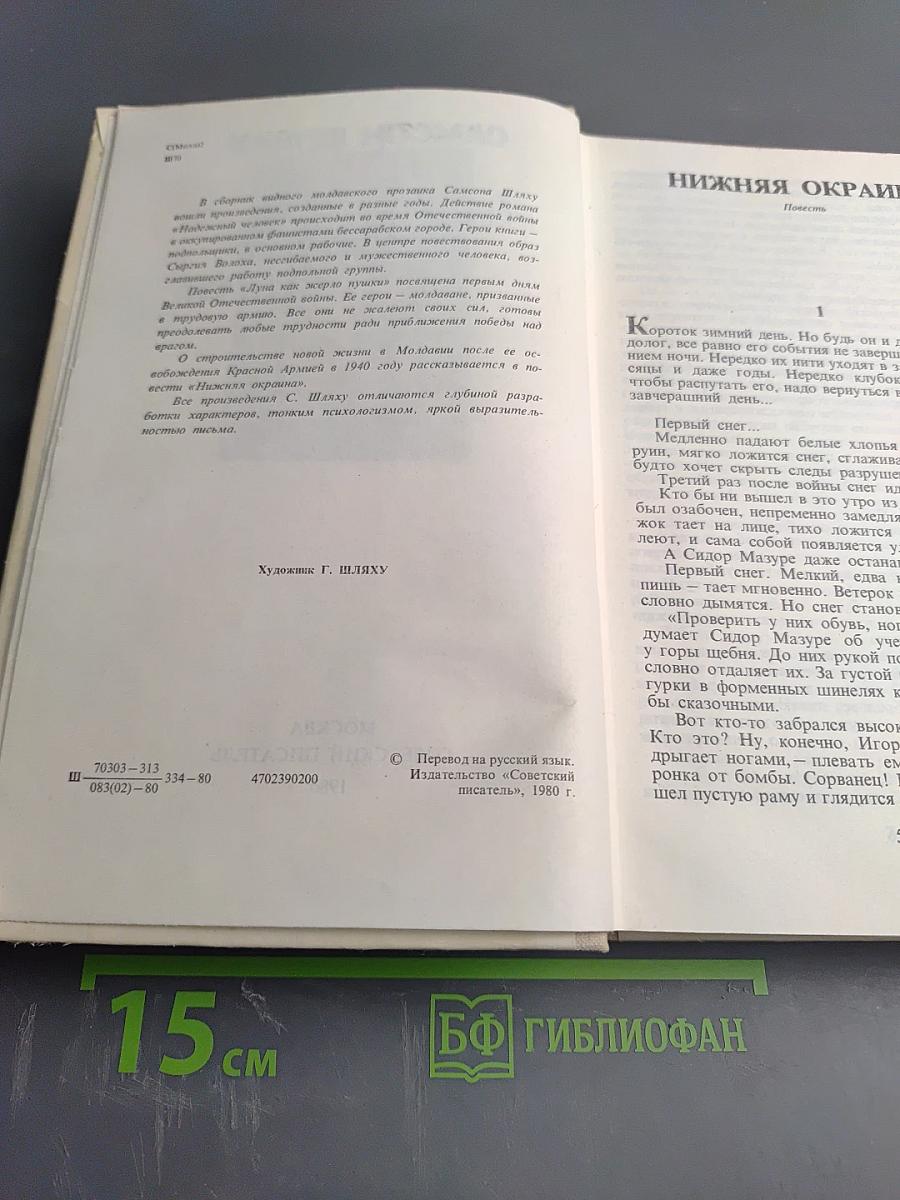 С(Молд)2
Ш70
В сборник видного молдавского прозаика Самсона Шляху
вошли произведения, созданные в разные годы. Действие романа
«Надежный человек» происходит во время Отечественной войны
в оккупированном фашистами бессарабском городе. Герои книги —
подпольщики, в основном рабочие. В центре повествования образ
Сыргия Волоха, несгибаемого и мужественного человека, воз-
главившего работу подпольной группы.
Повесть «Луна как жерло пушки» посвящена первым дням
Великой Отечественной войны. Ее герои — молдаване, призванные
в трудовую армию. Все они не жалеют своих сил, готовы
преодолевать любые трудности ради приближения победы над
врагом.
О строительстве новой жизни в Молдавии после ее ос-
вобождения Красной Армией в 1940 году рассказывается в по-
вести «Нижняя окраина».
Все произведения С. Шляху отличаются глубиной разра-
ботки характеров, тонким психологизмом, яркой выразитель-
ностью письма.
Художник Г. ШЛЯХУ
Ш 70303—313 / 083(02)—80 334—80 4702390200
© Перевод на русский язык.
Издательство «Советский
писатель», 1980 г.
НИЖНЯЯ ОКРАИН
Повесть
1
Короток зимний день. Но будь он и д
долог, все равно его события не заверш
нием ночи. Нередко их нити уходят в з
сяцы и даже годы. Нередко клубок
чтобы распутать его, надо вернуться в
завчерашний день...
Первый снег...
Медленно падают белые хлопья
руин, мягко ложится снег, сглажива
будто хочет скрыть следы разруше
Третий раз после войны снег ид
Кто бы ни вышел в это утро из
был озабочен, непременно замедля
жок тает на лице, тихо ложится
леют, и сама собой появляется у
А Сидор Мазуре даже остана
Первый снег. Мелкий, едва
пишь — тает мгновенно. Ветерок
словно дымятся. Но снег станов
«Проверить у них обувь, ног
думает Сидор Мазуре об уче
у горы щебня. До них рукой по
словно отдаляет их. За густой
гурки в форменных шинелях к
бы сказочными.
Вот кто-то забрался высок
Кто это? Ну, конечно, Игор
дрыгает ногами,— плевать ем
ронка от бомбы. Сорванец!
шел пустую раму и глядится
5
15 см
БФ ГИБЛИОФАН